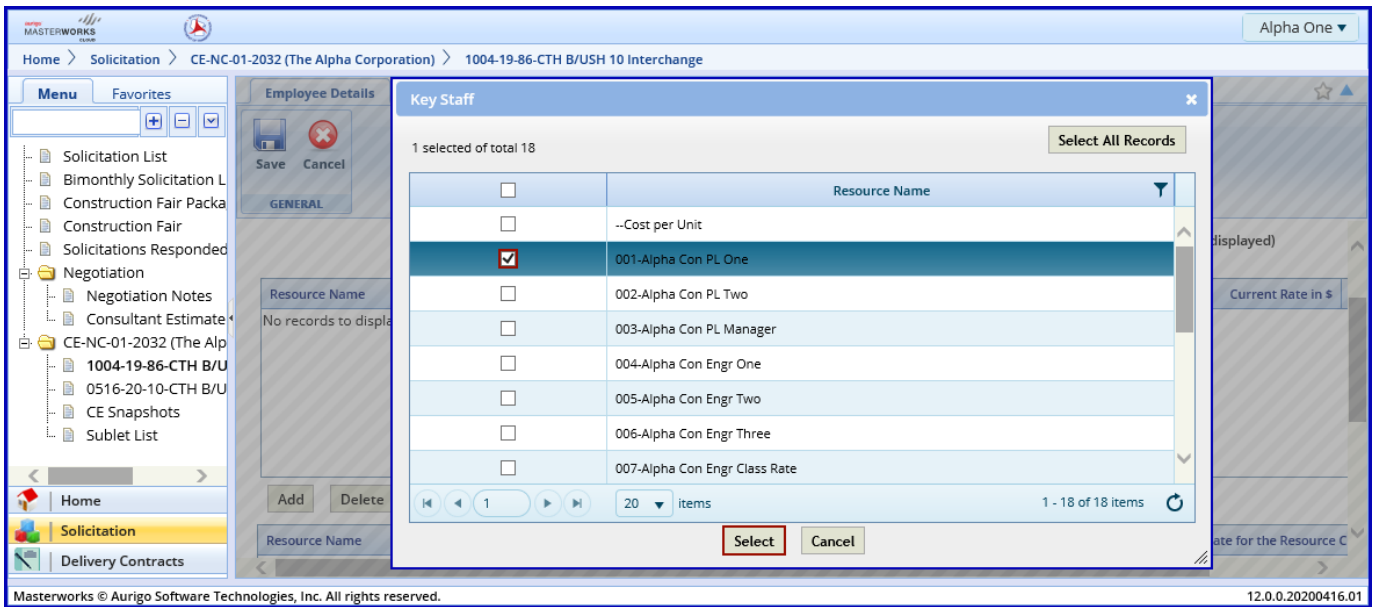 aurigo
MASTERWORKS
CLOUD
Alpha One
Home > Solicitation > CE-NC-01-2032 (The Alpha Corporation) > 1004-19-86-CTH B/USH 10 Interchange
Menu
Favorites
Solicitation List
Bimonthly Solicitation L
Construction Fair Packa
Construction Fair
Solicitations Responded
Negotiation
Negotiation Notes
Consultant Estimate
CE-NC-01-2032 (The Alp
1004-19-86-CTH B/U
0516-20-10-CTH B/U
CE Snapshots
Sublet List
Home
Solicitation
Delivery Contracts
Employee Details
Save Cancel
GENERAL
displayed)
Resource Name
Current Rate in $
No records to displa
Add Delete
Resource Name
ate for the Resource C
Key Staff
1 selected of total 18
Select All Records
Resource Name
--Cost per Unit
001-Alpha Con PL One
002-Alpha Con PL Two
003-Alpha Con PL Manager
004-Alpha Con Engr One
005-Alpha Con Engr Two
006-Alpha Con Engr Three
007-Alpha Con Engr Class Rate
1
20 items
1 - 18 of 18 items
Select Cancel
Masterworks © Aurigo Software Technologies, Inc. All rights reserved.
12.0.0.20200416.01